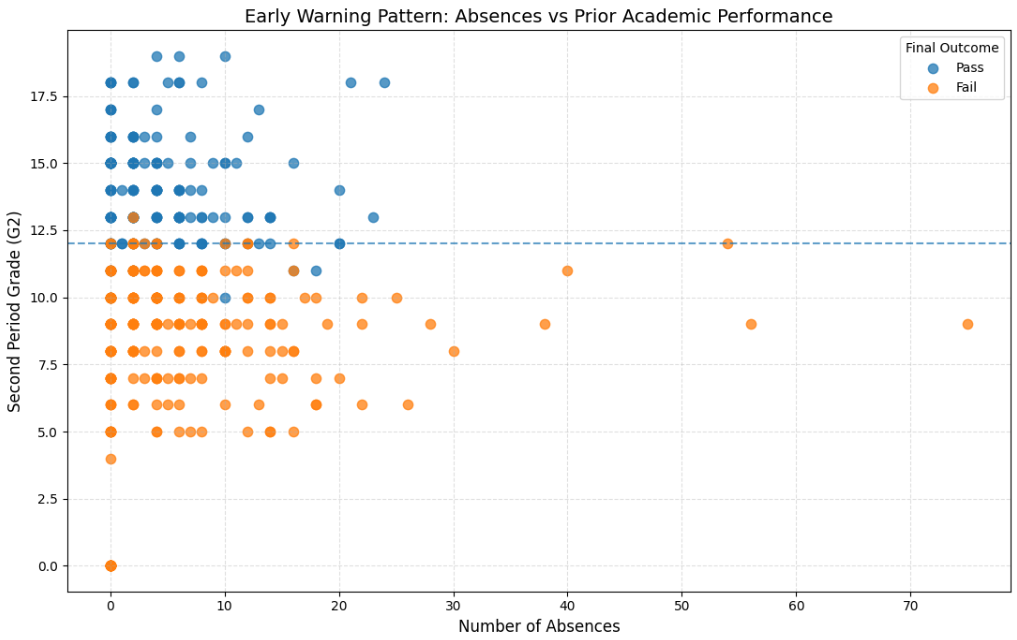 Early Warning Pattern: Absences vs Prior Academic Performance
Final Outcome
Pass
Fail
Second Period Grade (G2)
17.5
15.0
12.5
10.0
7.5
5.0
2.5
0.0
0 10 20 30 40 50 60 70
Number of Absences